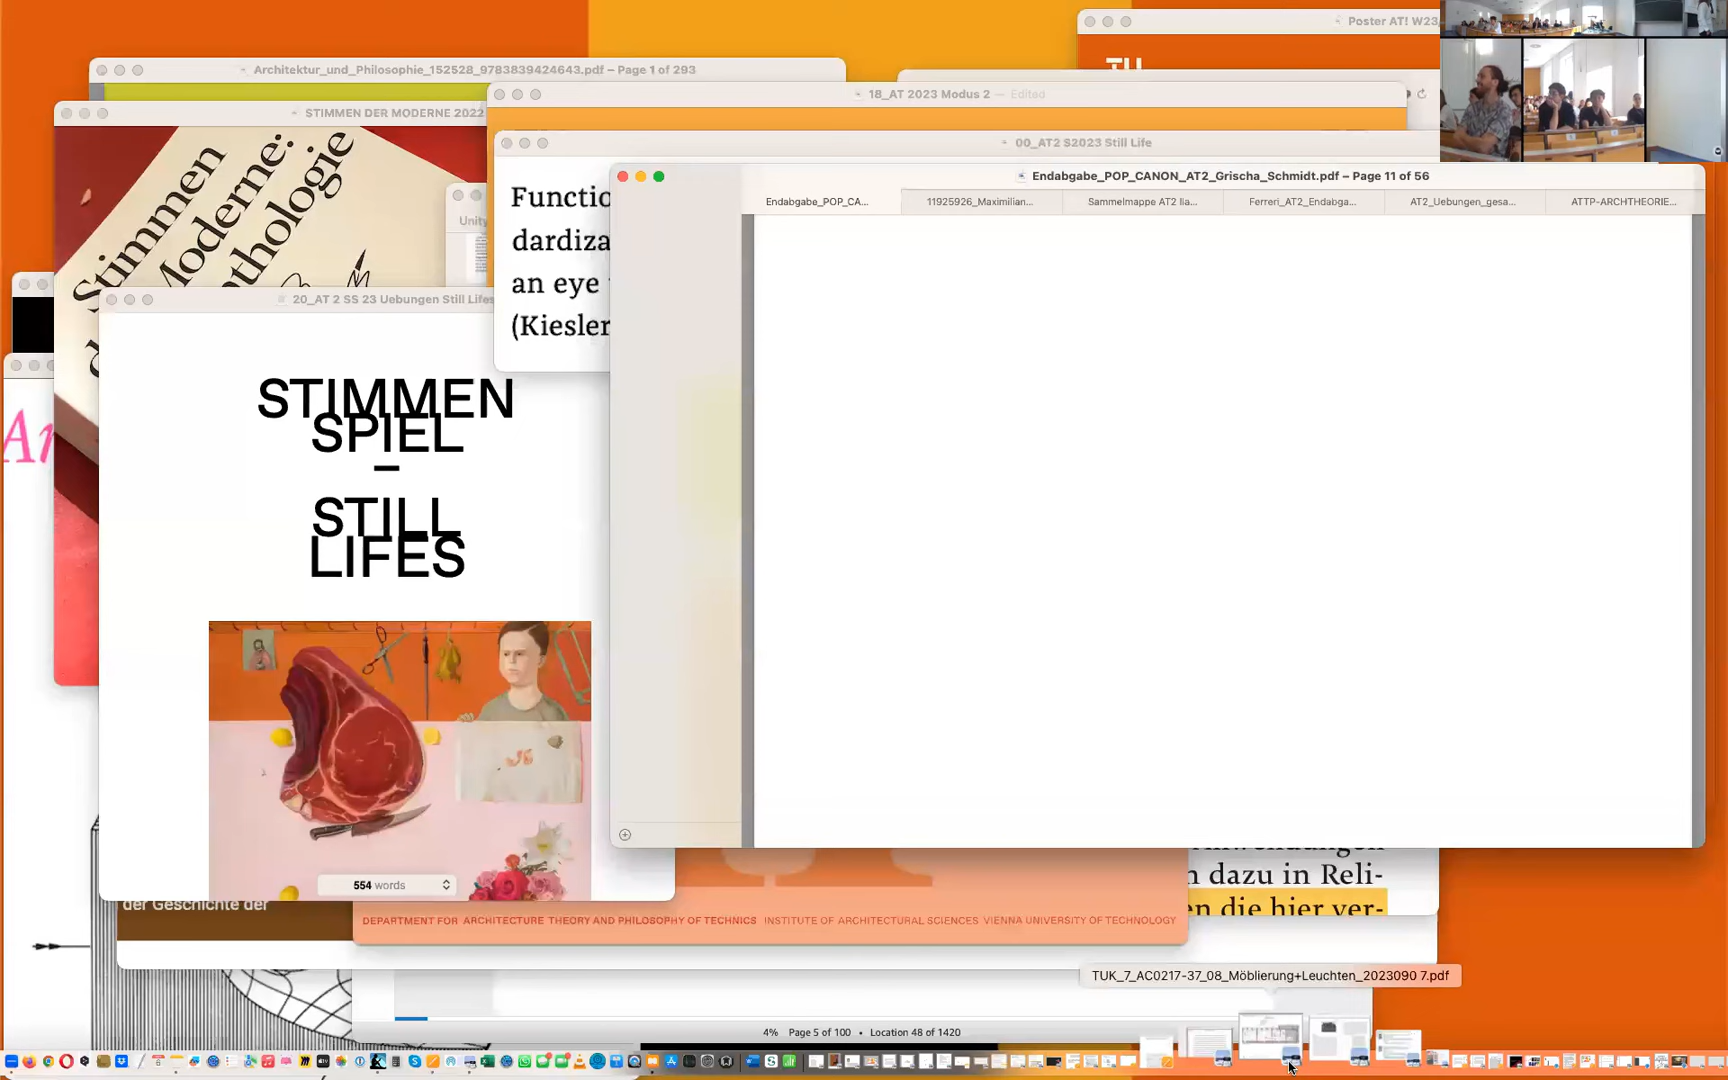 Poster AT! W23
TU
Architektur_und_Philosophie_152528_9783839424643.pdf – Page 1 of 293
18_AT 2023 Modus 2 — Edited
STIMMEN DER MODERNE 2022
00_AT2 S2023 Still Life
Endabgabe_POP_CANON_AT2_Grischa_Schmidt.pdf – Page 11 of 56
Endabgabe_POP_CA...
11925926_Maximilian...
Sammelmappe AT2 lia...
Ferreri_AT2_Endabga...
AT2_Uebungen_gesa...
ATTP-ARCHTHEORIE...
Stimmen
Moderne:
nthologie
Unity
Functio
dardiza
an eye
(Kiesler
20_AT 2 SS 23 Uebungen Still Lifes
STIMMEN
SPIEL
–
STILL
LIFES
Ar
554 words
der Geschichte der
n dazu in Reli-
en die hier ver-
DEPARTMENT FOR ARCHITECTURE THEORY AND PHILOSOPHY OF TECHNICS INSTITUTE OF ARCHITECTURAL SCIENCES VIENNA UNIVERSITY OF TECHNOLOGY
TUK_7_AC0217-37_08_Möblierung+Leuchten_2023090 7.pdf
4% Page 5 of 100 • Location 48 of 1420